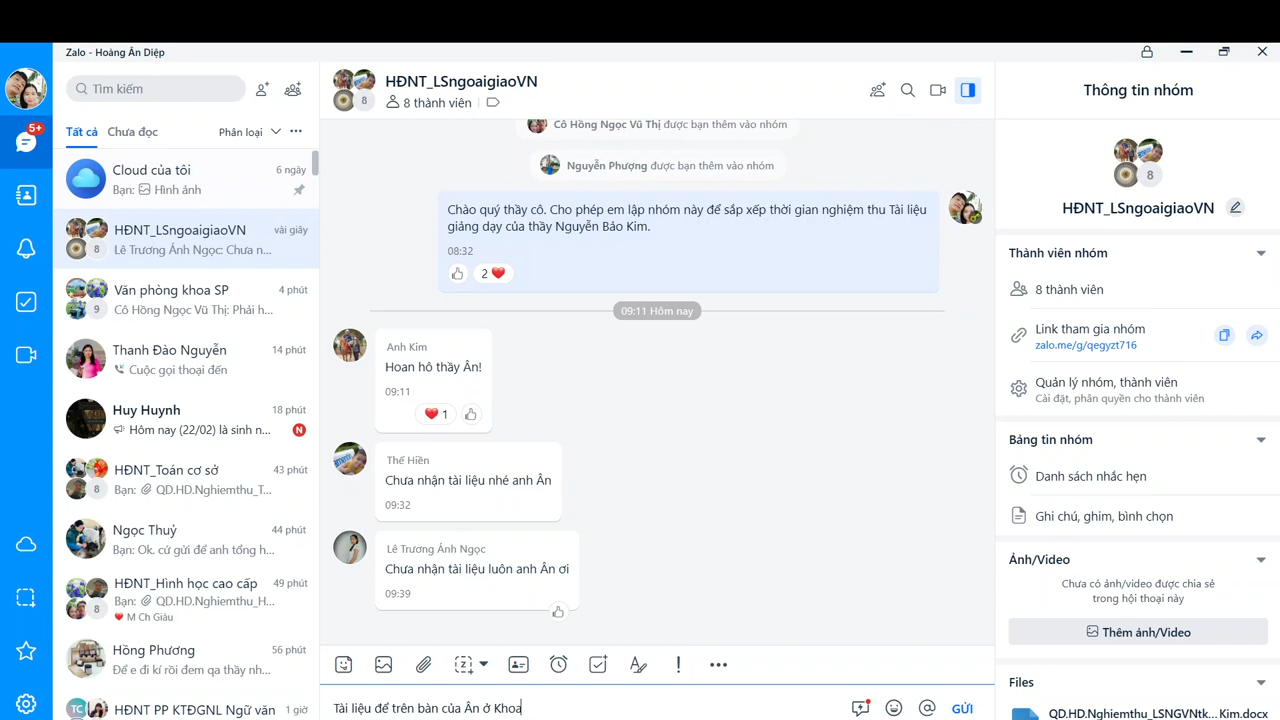 Zalo - Hoàng Ân Diệp
Tìm kiếm
5+
Tất cả Chưa đọc Phân loại
Cloud của tôi 6 ngày
Bạn: Hình ảnh
HĐNT_LSngoaigiaoVN vài giây
8 Lê Trương Ánh Ngọc: Chưa n...
Văn phòng khoa SP 4 phút
9 Cô Hồng Ngọc Vũ Thị: Phải h...
Thanh Đào Nguyễn 14 phút
Cuộc gọi thoại đến
Huy Huynh 18 phút
Hôm nay (22/02) là sinh n... N
HĐNT_Toán cơ sở 43 phút
8 Bạn: QD.HD.Nghiemthu_T...
Ngọc Thuỷ 44 phút
Bạn: Ok. cứ gửi để anh tổng h...
HĐNT_Hình học cao cấp 49 phút
8 Bạn: QD.HD.Nghiemthu_H...
M Ch Giàu
Hồng Phương 56 phút
Để e đi kí rồi đem qa thầy nh...
TC HĐNT PP KTĐGNL Ngữ văn 1 giờ
HĐNT_LSngoaigiaoVN
8 8 thành viên
Cô Hồng Ngọc Vũ Thị được bạn thêm vào nhóm
Nguyễn Phượng được bạn thêm vào nhóm
Chào quý thầy cô. Cho phép em lập nhóm này để sắp xếp thời gian nghiệm thu Tài liệu
giảng dạy của thầy Nguyễn Bảo Kim.
08:32
2
09:11 Hôm nay
Anh Kim
Hoan hô thầy Ân!
09:11
1
Thế Hiền
Chưa nhận tài liệu nhé anh Ân
09:32
Lê Trương Ánh Ngọc
Chưa nhận tài liệu luôn anh Ân ơi
09:39
Tài liệu để trên bàn của Ân ở Khoa
GỬI
Thông tin nhóm
8
HĐNT_LSngoaigiaoVN
Thành viên nhóm
8 thành viên
Link tham gia nhóm
zalo.me/g/qegyzt716
Quản lý nhóm, thành viên
Cài đặt, phân quyền cho thành viên
Bảng tin nhóm
Danh sách nhắc hẹn
Ghi chú, ghim, bình chọn
Ảnh/Video
Chưa có ảnh/video được chia sẻ
trong hội thoại này
Thêm ảnh/Video
Files
QD.HD.Nghiemthu_LSNGVNtk...Kim.docx